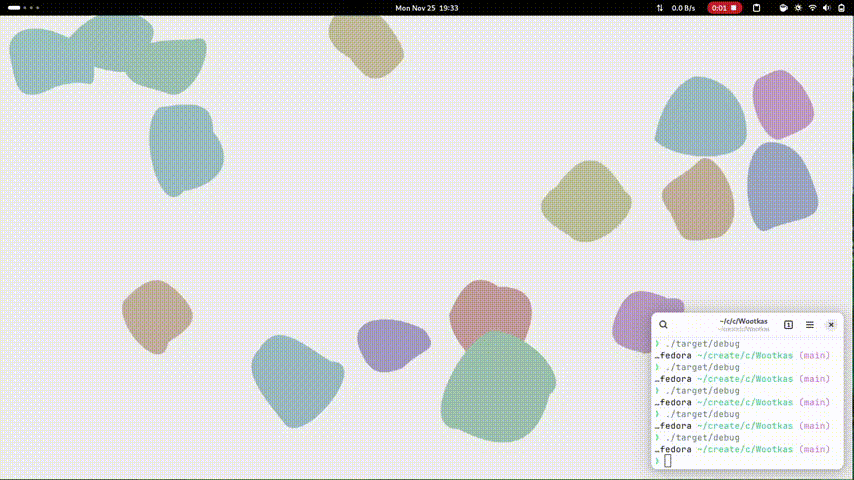 Mon Nov 25 19:33
0.0 B/s
0:01
~/c/c/Wootkas
~/create/c/Wootkas
1
❯ ./target/debug
…fedora ~/create/c/Wootkas (main)
❯ ./target/debug
…fedora ~/create/c/Wootkas (main)
❯ ./target/debug
…fedora ~/create/c/Wootkas (main)
❯ ./target/debug
…fedora ~/create/c/Wootkas (main)
❯ ./target/debug
…fedora ~/create/c/Wootkas (main)
❯